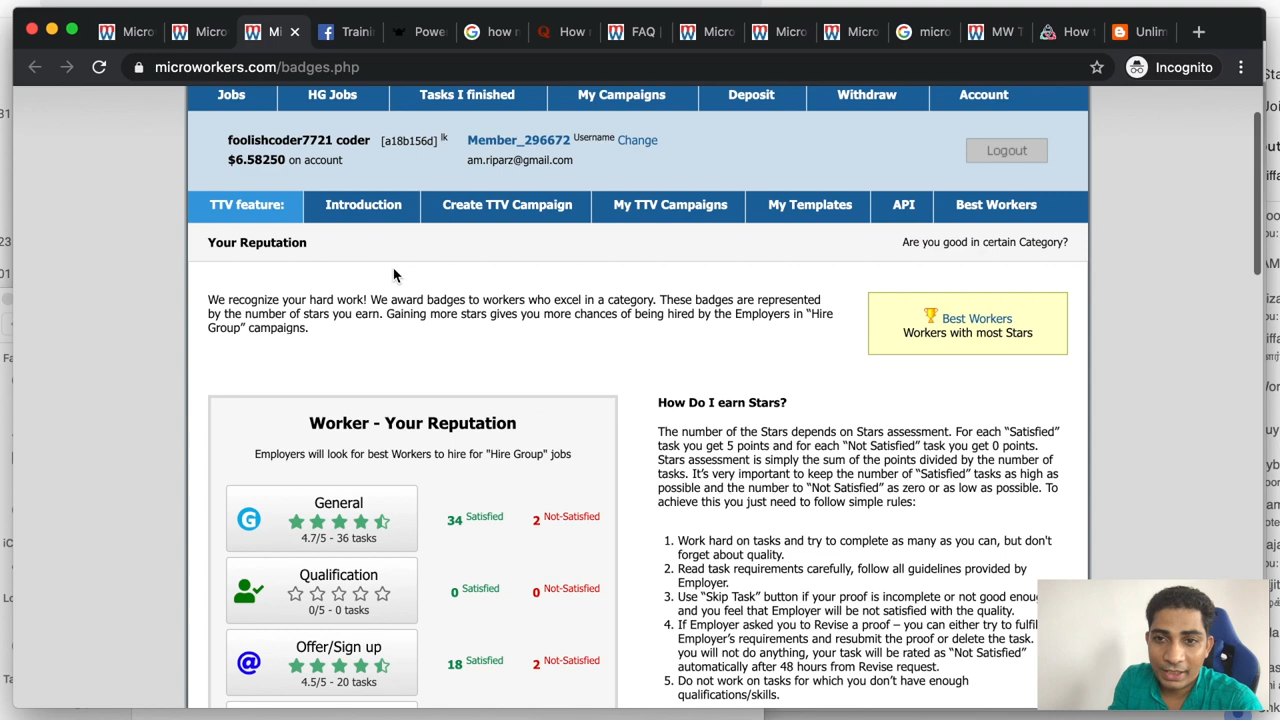 Micro
Micro
Mi
Traini
Powe
how m
How r
FAQ |
Micro
Micro
Micro
micro
MW T
How t
Unlim
microworkers.com/badges.php
Incognito
Jobs
HG Jobs
Tasks I finished
My Campaigns
Deposit
Withdraw
Account
foolishcoder7721 coder [a18b156d] lk
Member_296672 Username Change
$6.58250 on account
am.riparz@gmail.com
Logout
TTV feature:
Introduction
Create TTV Campaign
My TTV Campaigns
My Templates
API
Best Workers
Your Reputation
Are you good in certain Category?
We recognize your hard work! We award badges to workers who excel in a category. These badges are represented
by the number of stars you earn. Gaining more stars gives you more chances of being hired by the Employers in “Hire
Group” campaigns.
Best Workers
Workers with most Stars
Worker - Your Reputation
Employers will look for best Workers to hire for "Hire Group" jobs
General
4.7/5 - 36 tasks
34 Satisfied
2 Not-Satisfied
Qualification
0/5 - 0 tasks
0 Satisfied
0 Not-Satisfied
Offer/Sign up
4.5/5 - 20 tasks
18 Satisfied
2 Not-Satisfied
How Do I earn Stars?
The number of the Stars depends on Stars assessment. For each “Satisfied”
task you get 5 points and for each “Not Satisfied” task you get 0 points.
Stars assessment is simply the sum of the points divided by the number of
tasks. It’s very important to keep the number of “Satisfied” tasks as high as
possible and the number to “Not Satisfied” as zero or as low as possible. To
achieve this you just need to follow simple rules:
1. Work hard on tasks and try to complete as many as you can, but don't
forget about quality.
2. Read task requirements carefully, follow all guidelines provided by
Employer.
3. Use “Skip Task” button if your proof is incomplete or not good enoug
and you feel that Employer will be not satisfied with the quality.
4. If Employer asked you to Revise a proof – you can either try to fulfil
Employer’s requirements and resubmit the proof or delete the task.
you will not do anything, your task will be rated as “Not Satisfied”
automatically after 48 hours from Revise request.
5. Do not work on tasks for which you don’t have enough
qualifications/skills.